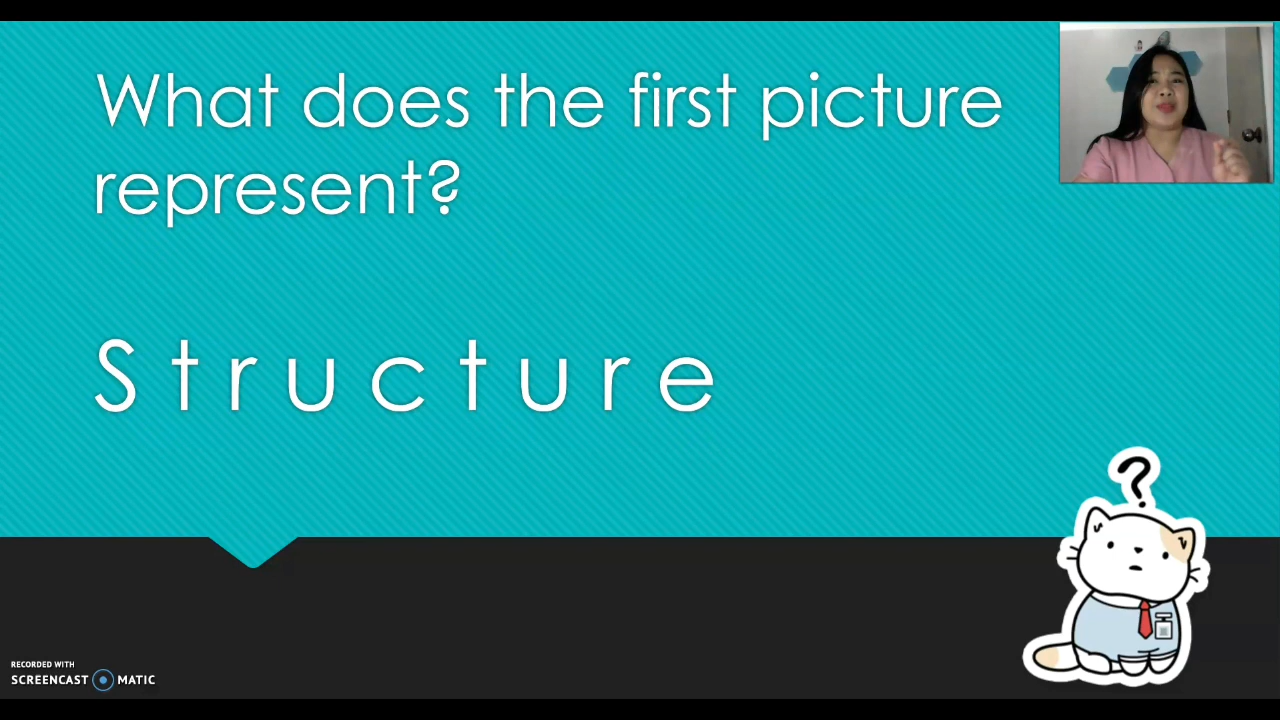 What does the first picture
represent?
S t r u c t u r e
?
RECORDED WITH
SCREENCAST MATIC